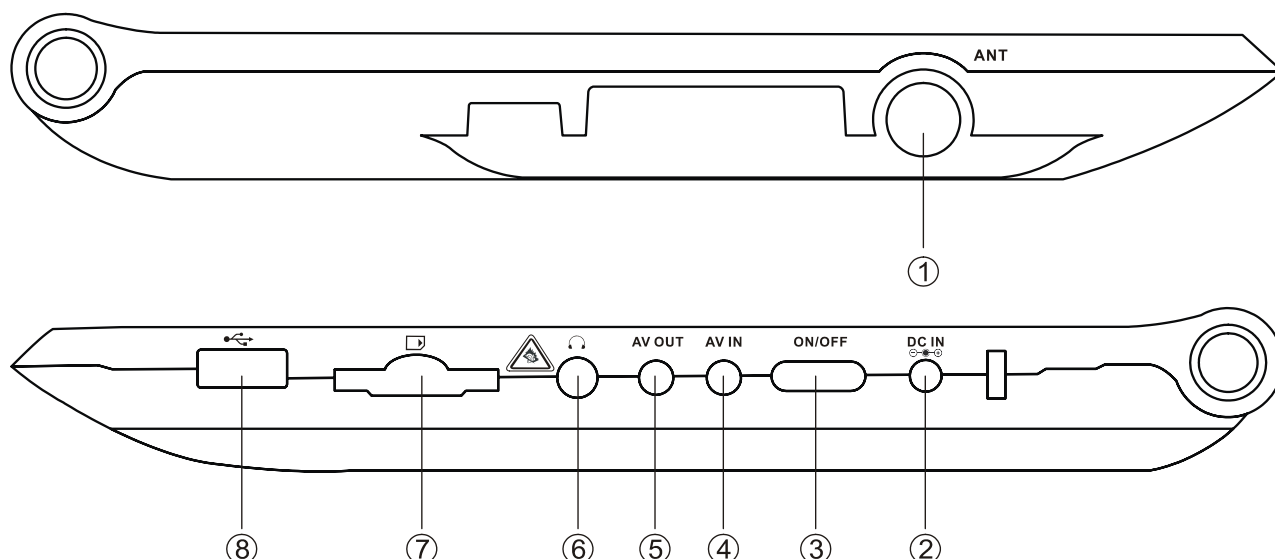 ANT
①
AV OUT AV IN ON/OFF DC IN
⑧ ⑦ ⑥ ⑤ ④ ③ ②